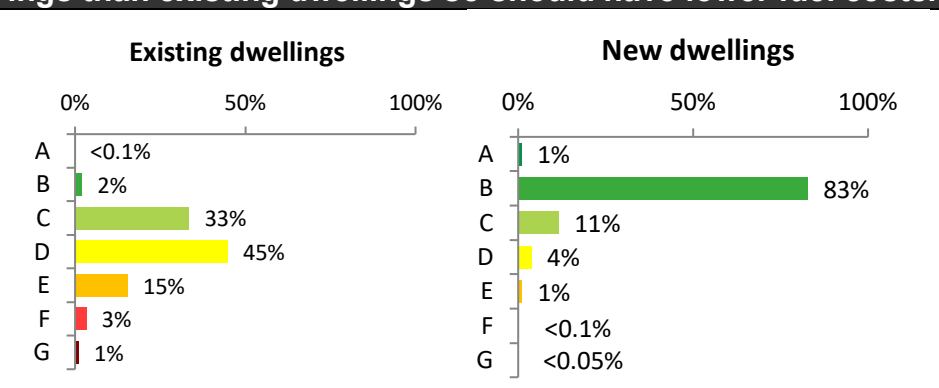 Existing dwellings
0% 50% 100%
A <0.1%
B 2%
C 33%
D 45%
E 15%
F 3%
G 1%
New dwellings
0% 50% 100%
A 1%
B 83%
C 11%
D 4%
E 1%
F <0.1%
G <0.05%